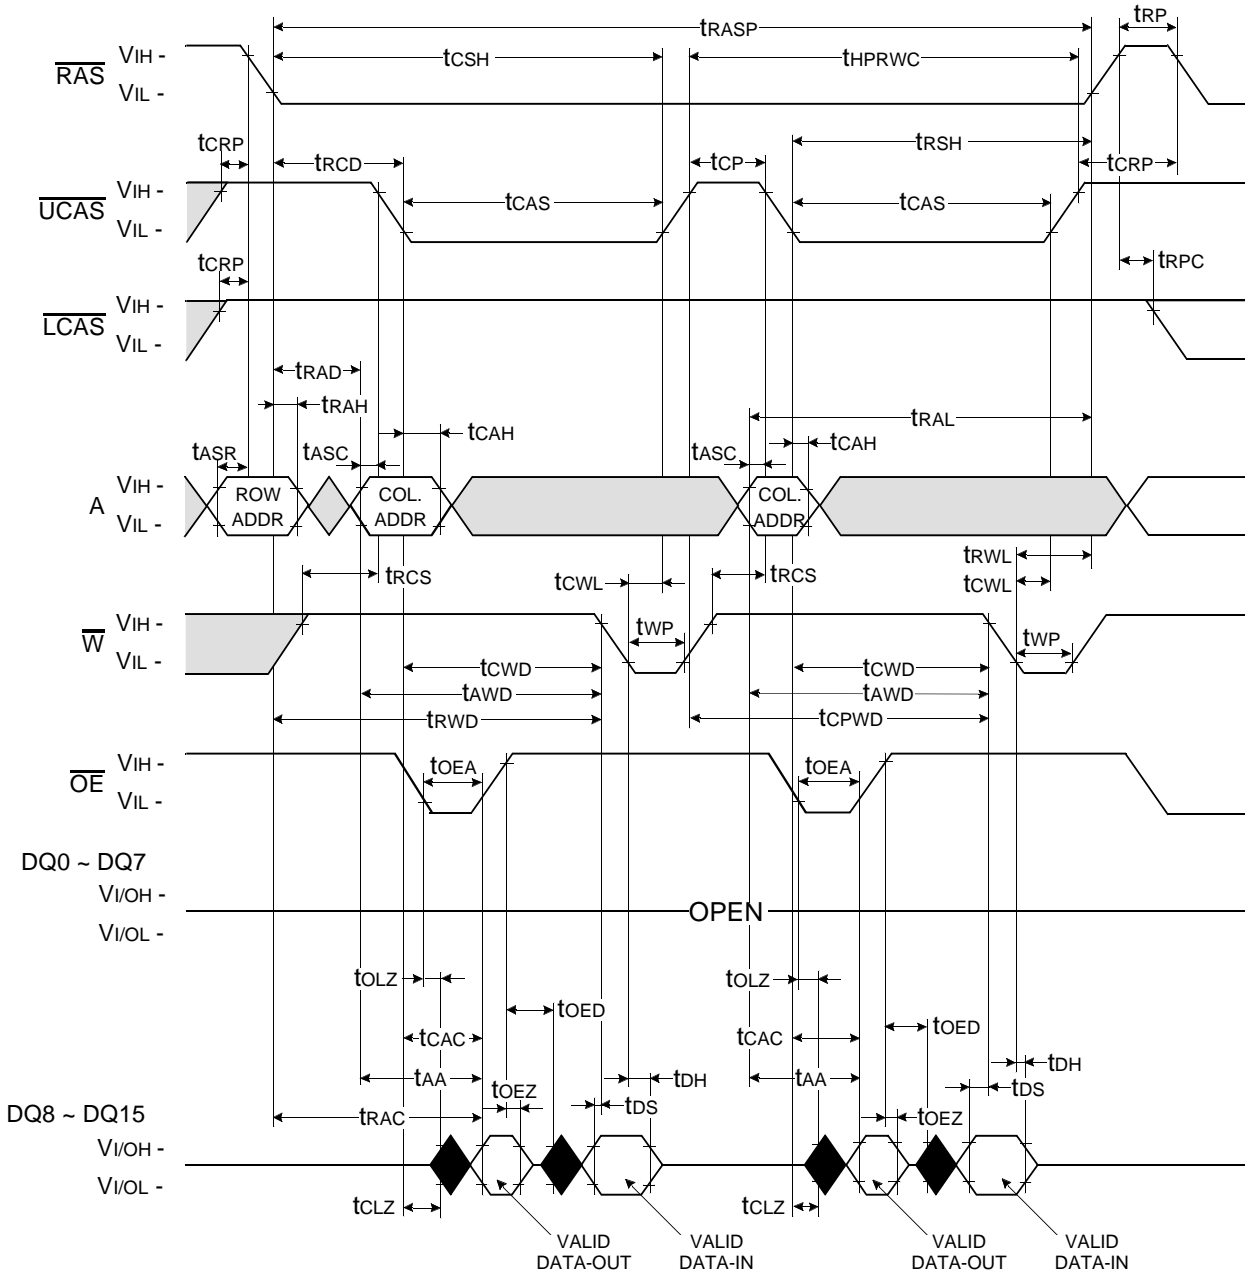 tRASP
tRP
VIH -
RAS
VIL -
tCSH
tHPRWC
tCRP
tRCD
tCP
tRSH
tCRP
VIH -
UCAS
VIL -
tCAS
tCAS
tCRP
tRPC
VIH -
LCAS
VIL -
tRAD
tRAH
tCAH
tRAL
tCAH
tASR
tASC
tASC
VIH -
A
VIL -
ROW
ADDR
COL.
ADDR
COL.
ADDR
tRCS
tCWL
tRCS
tRWL
tCWL
VIH -
W
VIL -
tWP
tWP
tCWD
tCWD
tAWD
tAWD
tRWD
tCPWD
VIH -
OE
VIL -
tOEA
tOEA
DQ0 ~ DQ7
VI/OH -
OPEN
VI/OL -
tOLZ
tOLZ
tOED
tOED
tCAC
tCAC
tAA
tOEZ
tDH
tAA
tDH
tDS
tDS
tRAC
tOEZ
DQ8 ~ DQ15
VI/OH -
VI/OL -
tCLZ
tCLZ
VALID
DATA-OUT
VALID
DATA-IN
VALID
DATA-OUT
VALID
DATA-IN